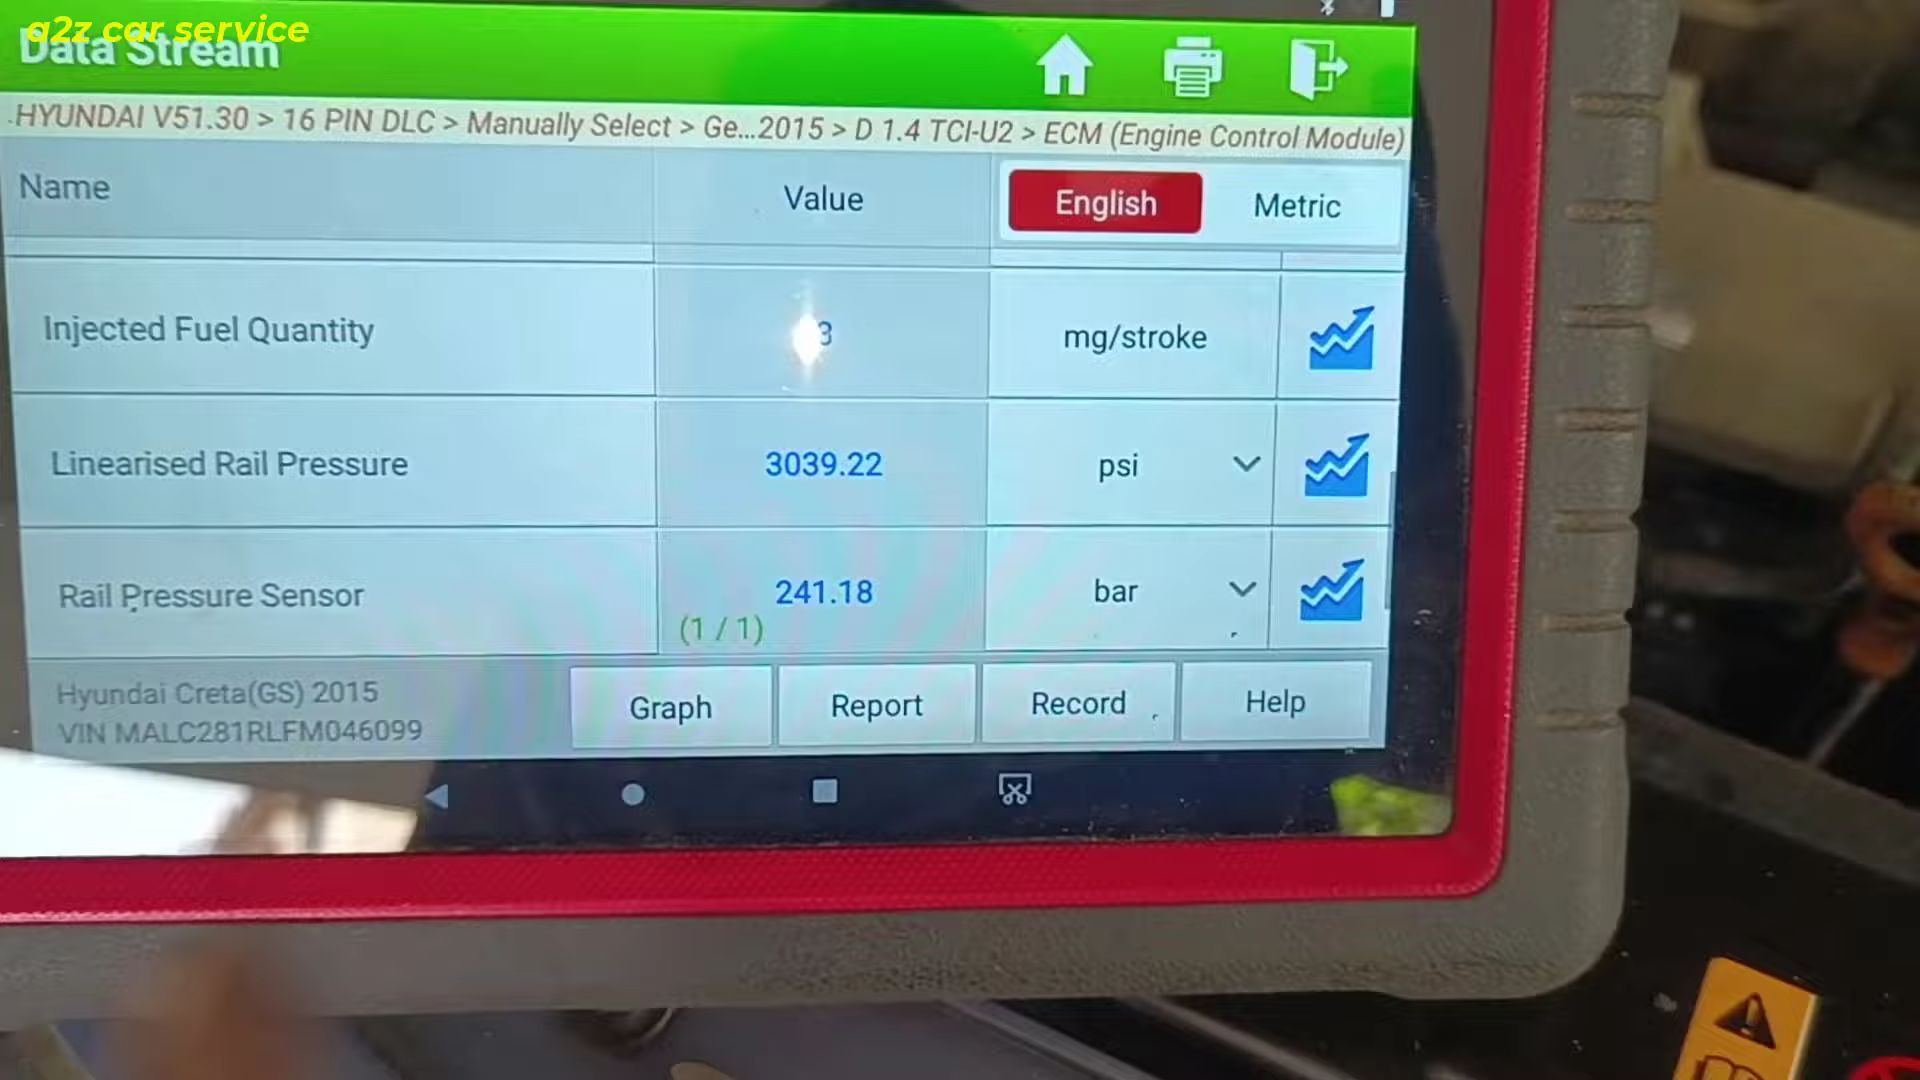 a2z car service
Data Stream
HYUNDAI V51.30 > 16 PIN DLC > Manually Select > Ge...2015 > D 1.4 TCI-U2 > ECM (Engine Control Module)
Name Value English Metric
Injected Fuel Quantity mg/stroke
Linearised Rail Pressure 3039.22 psi
Rail Pressure Sensor 241.18 bar
(1 / 1)
Hyundai Creta(GS) 2015
VIN MALC281RLFM046099
Graph Report Record Help